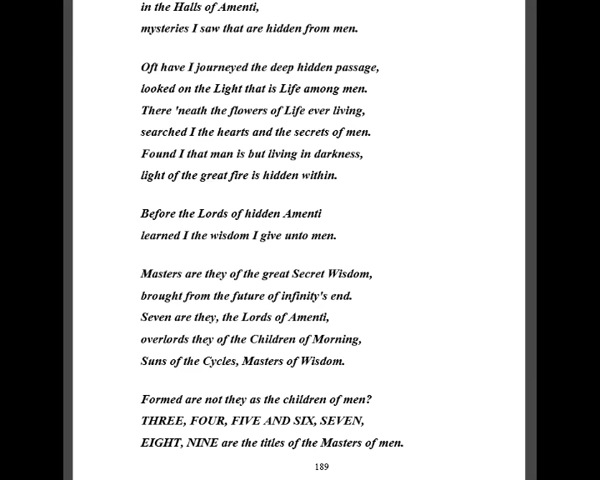 in the Halls of Amenti,
mysteries I saw that are hidden from men.
Oft have I journeyed the deep hidden passage,
looked on the Light that is Life among men.
There 'neath the flowers of Life ever living,
searched I the hearts and the secrets of men.
Found I that man is but living in darkness,
light of the great fire is hidden within.
Before the Lords of hidden Amenti
learned I the wisdom I give unto men.
Masters are they of the great Secret Wisdom,
brought from the future of infinity's end.
Seven are they, the Lords of Amenti,
overlords they of the Children of Morning,
Suns of the Cycles, Masters of Wisdom.
Formed are not they as the children of men?
THREE, FOUR, FIVE AND SIX, SEVEN,
EIGHT, NINE are the titles of the Masters of men.
189